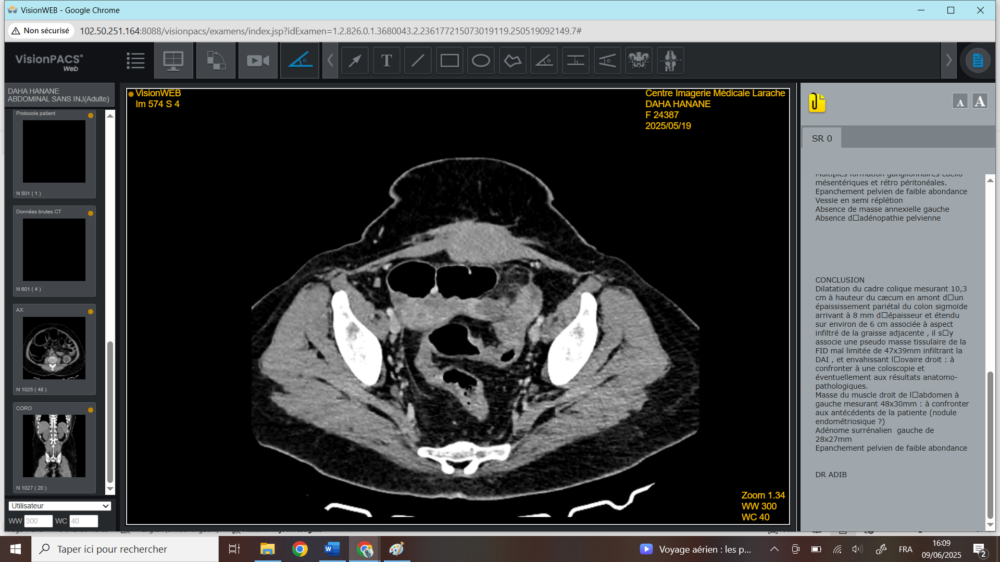 VisionWEB - Google Chrome
Non sécurisé
102.50.251.164:8088/visionpacs/examens/index.jsp?idExamen=1.2.826.0.1.3680043.2.236177215073019119.250519092149.7#
VisionPACS®
Web
T
DAHA HANANE
ABDOMINAL SANS INJ(Adulte)
Protocole patient
N 501 ( 1 )
Données brutes CT
N 601 ( 4 )
AX
N 1025 ( 48 )
CORO
N 1027 ( 20 )
Utilisateur
WW 300 WC 40
VisionWEB
Im 574 S 4
Centre Imagerie Médicale Larache
DAHA HANANE
F 24387
2025/05/19
Zoom 1.34
WW 300
WC 40
A A
SR 0
Multiples formation ganglionnaires coelio
mésentériques et rétro péritonéales.
Epanchement pelvien de faible abondance
Vessie en semi réplétion
Absence de masse annexielle gauche
Absence d□adénopathie pelvienne
CONCLUSION
Dilatation du cadre colique mesurant 10,3
cm à hauteur du cæcum en amont d□un
épaississement pariétal du colon sigmoïde
arrivant à 8 mm d□épaisseur et étendu
sur environ de 6 cm associée à aspect
infiltré de la graisse adjacente , il s□y
associe une pseudo masse tissulaire de la
FID mal limitée de 47x39mm infiltrant la
DAI , et envahissant l□ovaire droit : à
confronter à une coloscopie et
éventuellement aux résultats anatomo-
pathologiques.
Masse du muscle droit de l□abdomen à
gauche mesurant 48x30mm : à confronter
aux antécédents de la patiente (nodule
endométriosique ?)
Adénome surrénalien  gauche de
28x27mm
Epanchement pelvien de faible abondance
DR ADIB
Taper ici pour rechercher
Voyage aérien : les p...
FRA
16:09
09/06/2025
2